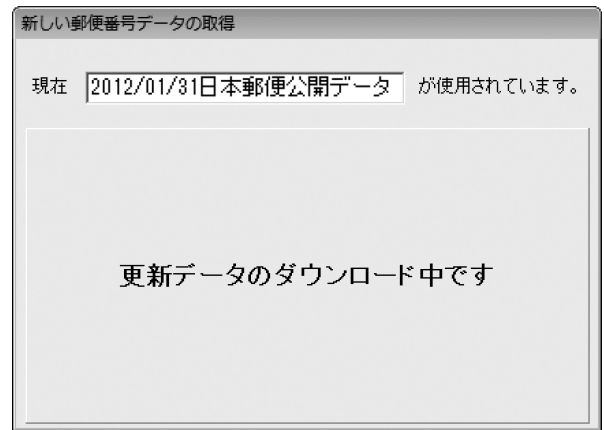 新しい郵便番号データの取得
現在 2012/01/31日本郵便公開データ が使用されています。
更新データのダウンロード中です